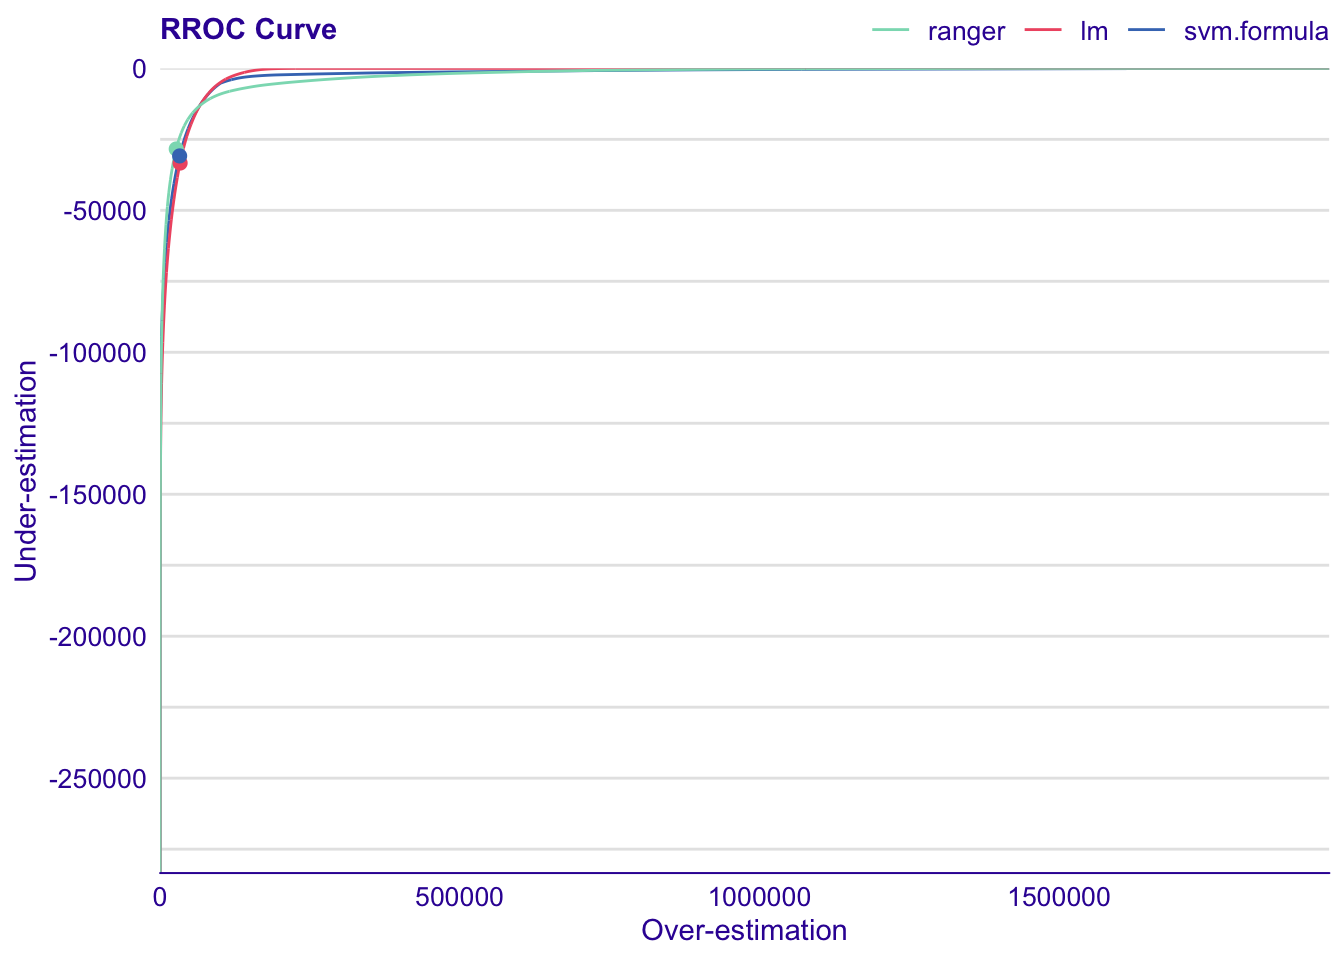 RROC Curve
ranger lm svm.formula
0
-50000
-100000
-150000
-200000
-250000
Under-estimation
0 500000 1000000 1500000
Over-estimation